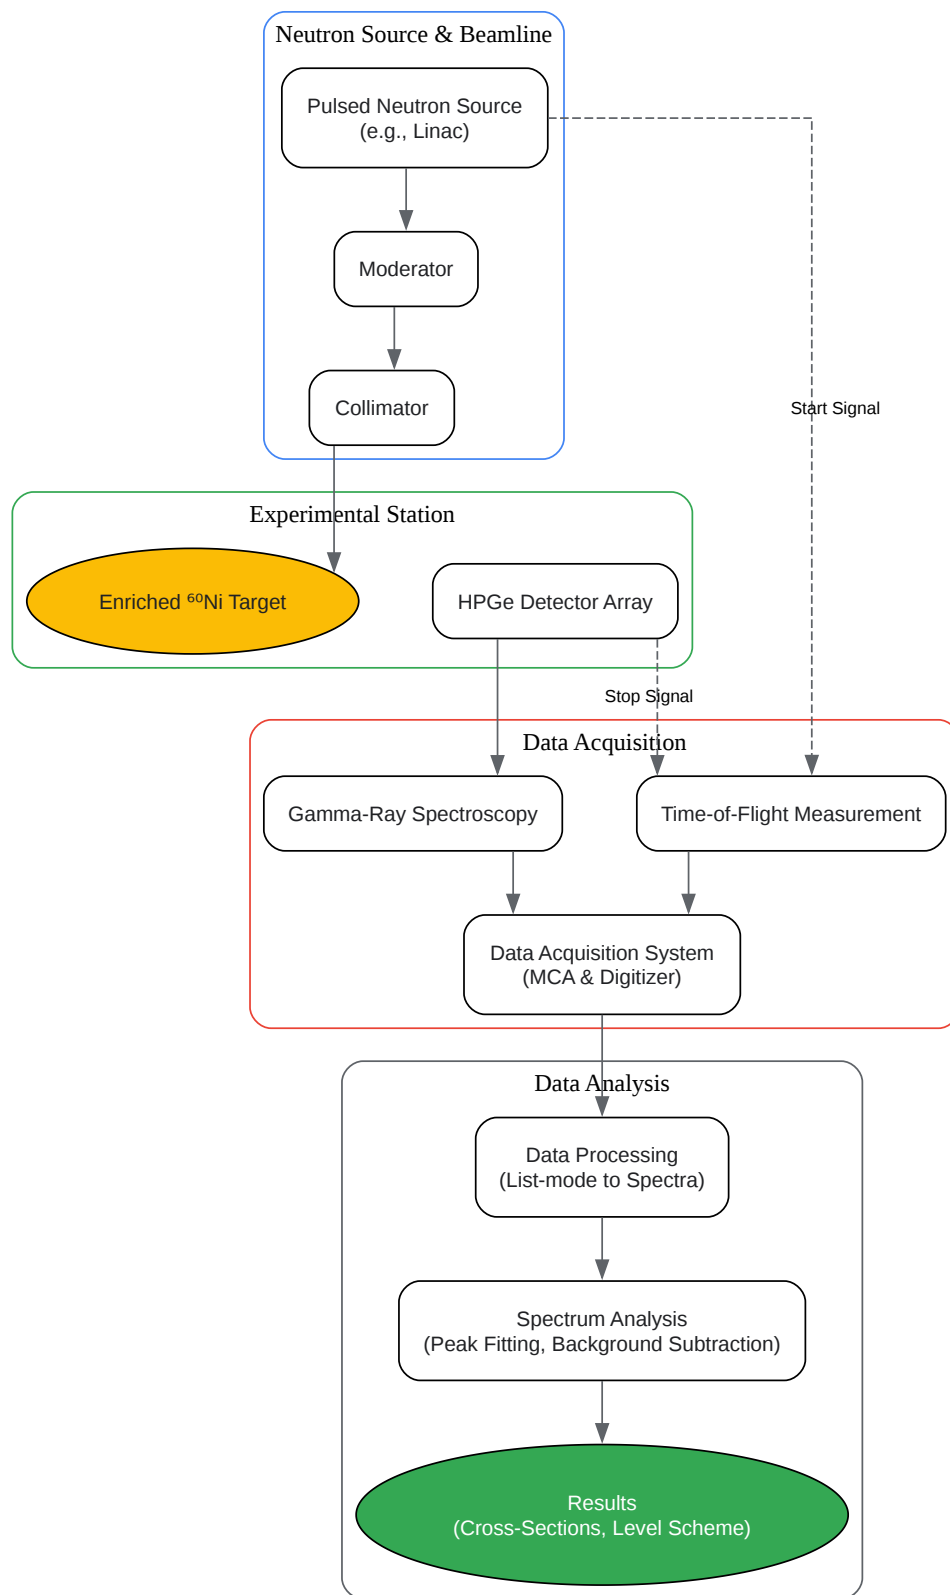 Neutron Source & Beamline
Pulsed Neutron Source
(e.g., Linac)
Moderator
Collimator
Start Signal
Experimental Station
Enriched ⁶⁰Ni Target
HPGe Detector Array
Stop Signal
Data Acquisition
Gamma-Ray Spectroscopy
Time-of-Flight Measurement
Data Acquisition System
(MCA & Digitizer)
Data Analysis
Data Processing
(List-mode to Spectra)
Spectrum Analysis
(Peak Fitting, Background Subtraction)
Results
(Cross-Sections, Level Scheme)